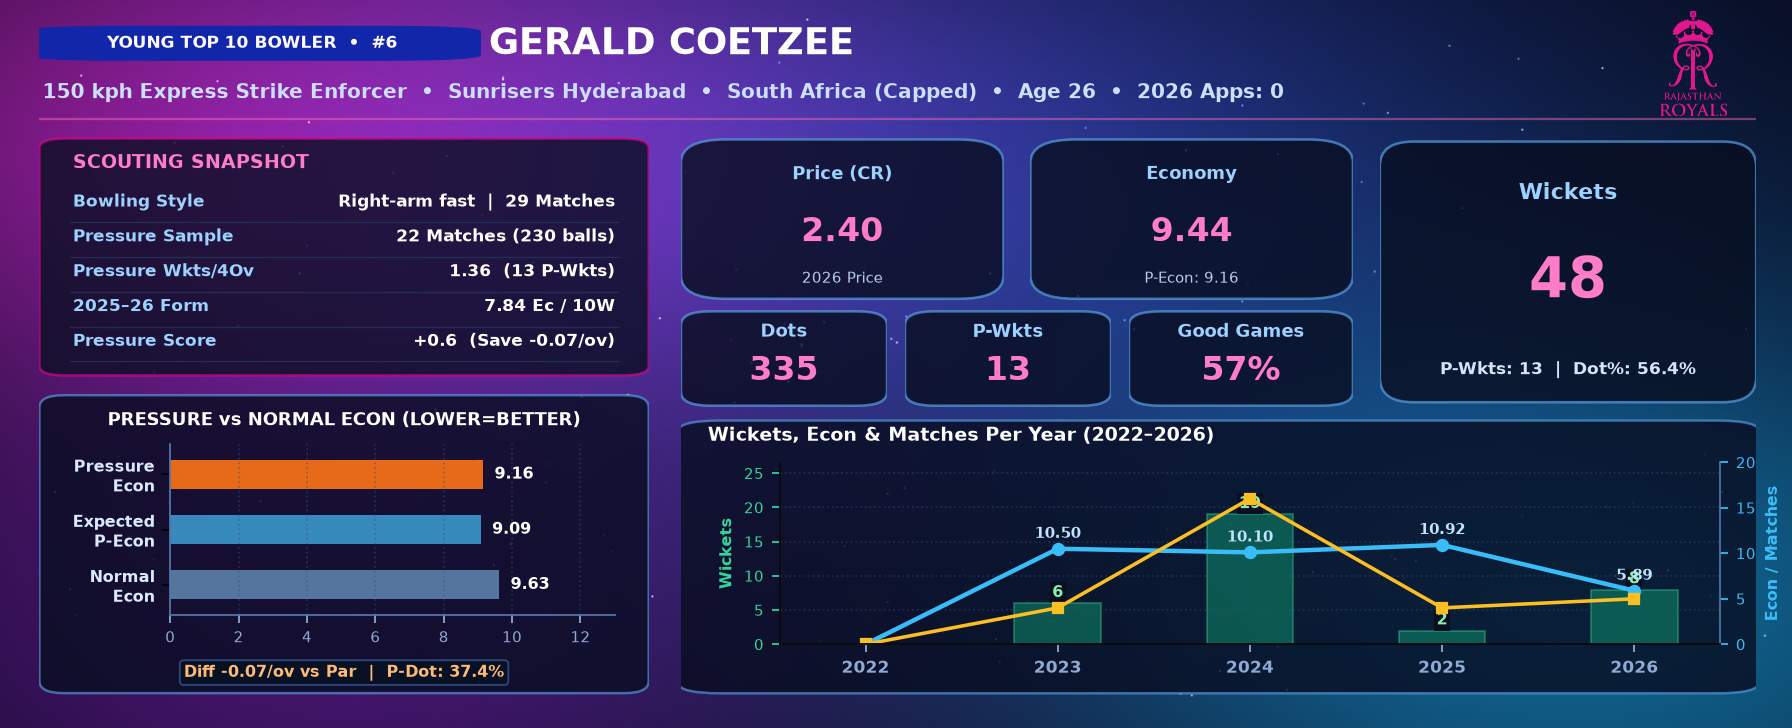 YOUNG TOP 10 BOWLER • #6
GERALD COETZEE
150 kph Express Strike Enforcer • Sunrisers Hyderabad • South Africa (Capped) • Age 26 • 2026 Apps: 0
RAJASTHAN
ROYALS
SCOUTING SNAPSHOT
Bowling Style Right-arm fast | 29 Matches
Pressure Sample 22 Matches (230 balls)
Pressure Wkts/4Ov 1.36 (13 P-Wkts)
2025–26 Form 7.84 Ec / 10W
Pressure Score +0.6 (Save -0.07/ov)
Price (CR)
2.40
2026 Price
Economy
9.44
P-Econ: 9.16
Wickets
48
P-Wkts: 13 | Dot%: 56.4%
Dots
335
P-Wkts
13
Good Games
57%
PRESSURE vs NORMAL ECON (LOWER=BETTER)
Pressure
Econ
9.16
Expected
P-Econ
9.09
Normal
Econ
9.63
0 2 4 6 8 10 12
Diff -0.07/ov vs Par | P-Dot: 37.4%
Wickets, Econ & Matches Per Year (2022–2026)
Wickets
25
20
15
10
5
0
10.50
10.10
10.92
5.89
6
19
2
8
2022 2023 2024 2025 2026
20
15
10
5
0
Econ / Matches